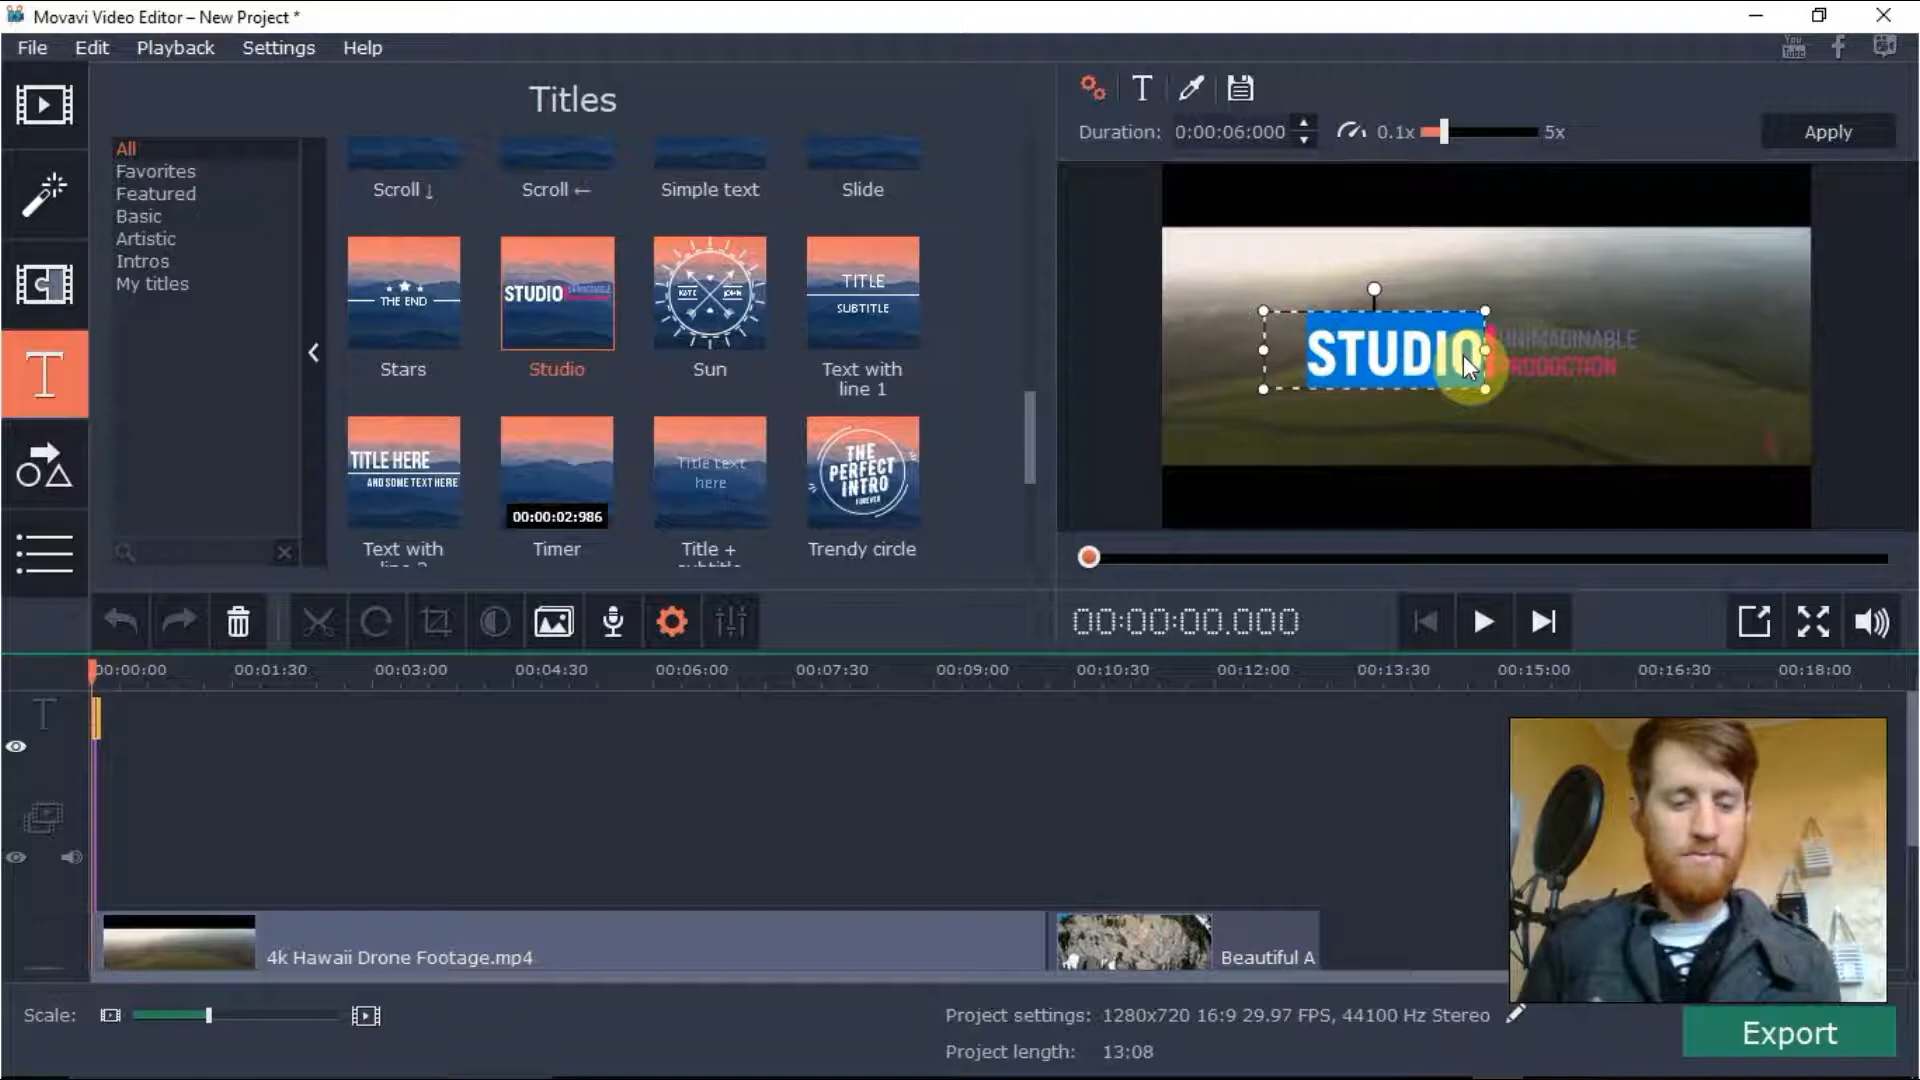 Movavi Video Editor – New Project *
File Edit Playback Settings Help
You
Tube
Titles
Duration: 0:00:06:000 0.1x 5x Apply
All
Favorites
Featured
Basic
Artistic
Intros
My titles
Scroll ↓ Scroll ← Simple text Slide
THE END
STUDIO
TITLE
SUBTITLE
Stars Studio Sun Text with
line 1
TITLE HERE
AND SOME TEXT HERE
00:00:02:986
Title text
here
THE
PERFECT
INTRO
FOREVER
Text with
line 2
Timer
Title +
subtitle
Trendy circle
STUDIO UNIMAGINABLE
PRODUCTION
00:00:00.000
00:00:00 00:01:30 00:03:00 00:04:30 00:06:00 00:07:30 00:09:00 00:10:30 00:12:00 00:13:30 00:15:00 00:16:30 00:18:00
4k Hawaii Drone Footage.mp4 Beautiful A
Scale:
Project settings: 1280x720 16:9 29.97 FPS, 44100 Hz Stereo
Project length: 13:08
Export